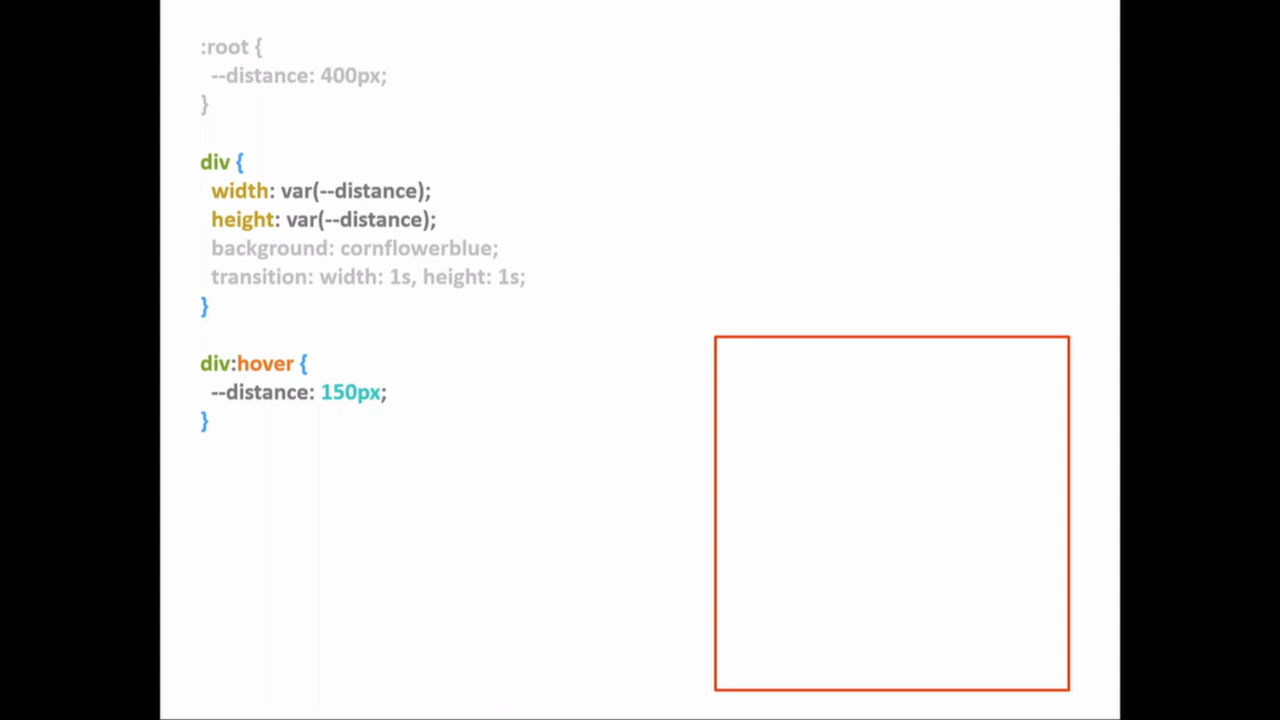 :root {
--distance: 400px;
}
div {
width: var(--distance);
height: var(--distance);
background: cornflowerblue;
transition: width: 1s, height: 1s;
}
div:hover {
--distance: 150px;
}